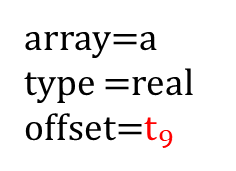 array=a
type =real
offset=t₉